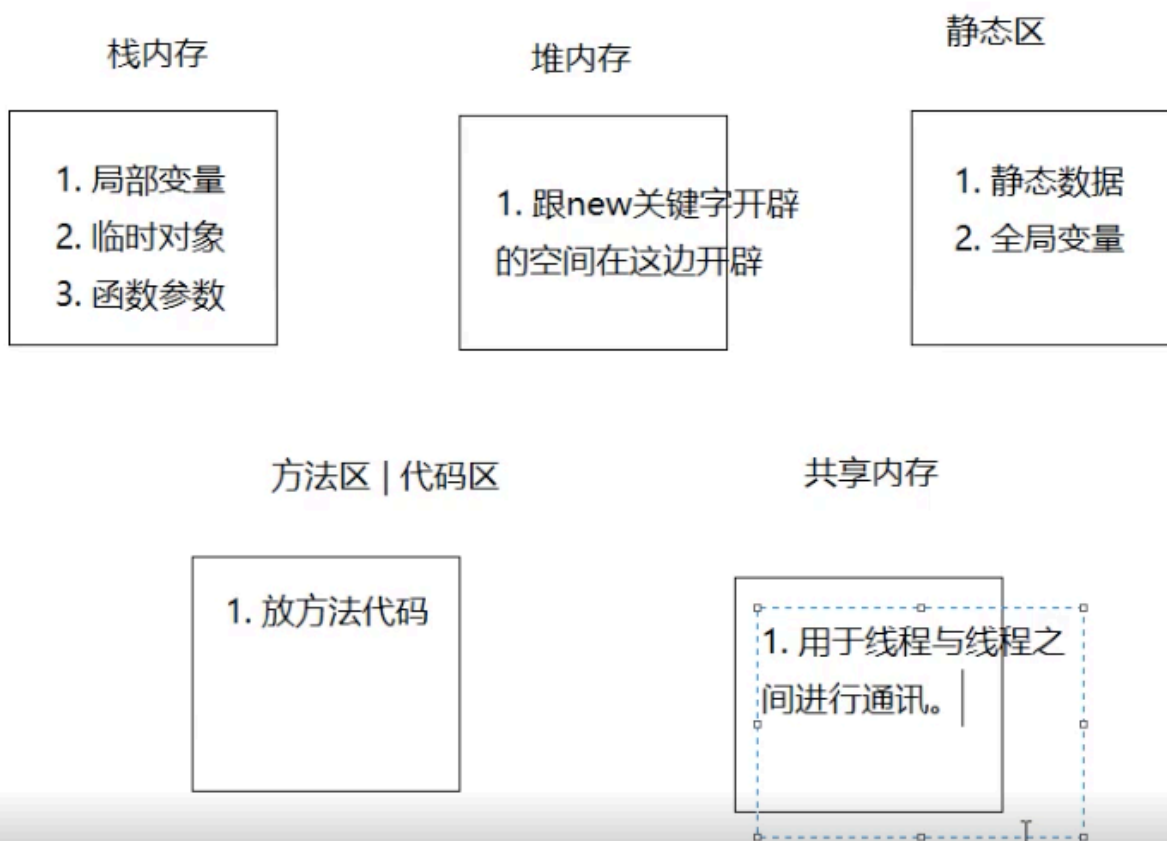 栈内存
堆内存
静态区
1. 局部变量
2. 临时对象
3. 函数参数
1. 跟new关键字开辟
的空间在这边开辟
1. 静态数据
2. 全局变量
方法区 | 代码区
共享内存
1. 放方法代码
1. 用于线程与线程之
间进行通讯。